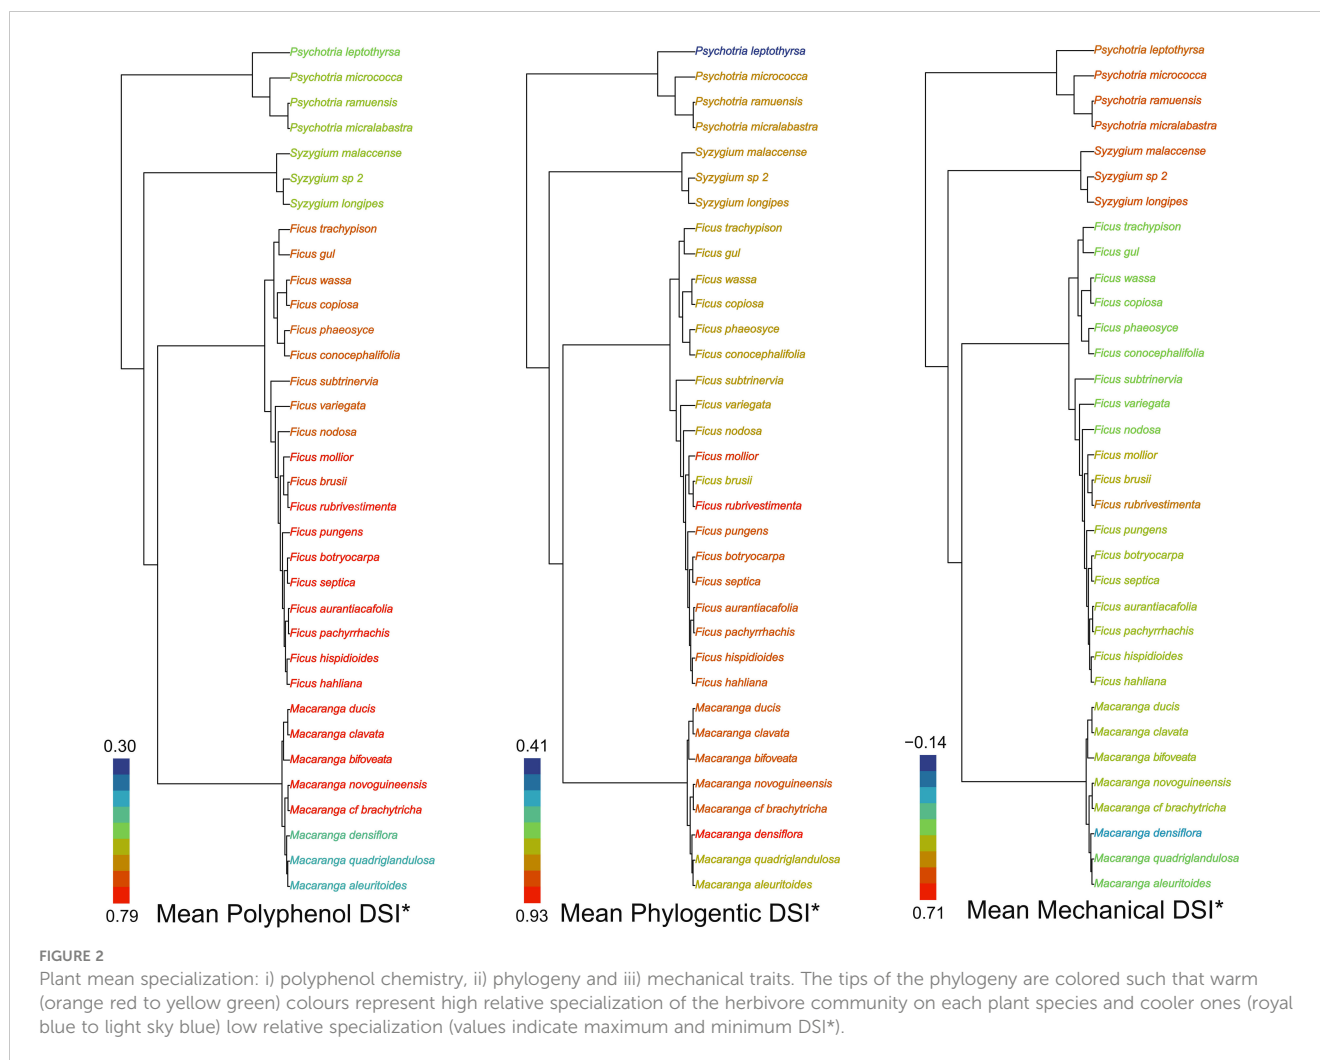 Psychotria leptothyrsa
Psychotria micrococca
Psychotria ramuensis
Psychotria micralabastra
Syzygium malaccense
Syzygium sp 2
Syzygium longipes
Ficus trachypison
Ficus gul
Ficus wassa
Ficus copiosa
Ficus phaeosyce
Ficus conocephalifolia
Ficus subtrinervia
Ficus variegata
Ficus nodosa
Ficus mollior
Ficus brusii
Ficus rubrivestimenta
Ficus pungens
Ficus botryocarpa
Ficus septica
Ficus aurantiacafolia
Ficus pachyrrhachis
Ficus hispidioides
Ficus hahliana
Macaranga ducis
Macaranga clavata
Macaranga bifoveata
Macaranga novoguineensis
Macaranga cf brachytricha
Macaranga densiflora
Macaranga quadriglandulosa
Macaranga aleuritoides
0.30
0.79
Mean Polyphenol DSI*
Psychotria leptothyrsa
Psychotria micrococca
Psychotria ramuensis
Psychotria micralabastra
Syzygium malaccense
Syzygium sp 2
Syzygium longipes
Ficus trachypison
Ficus gul
Ficus wassa
Ficus copiosa
Ficus phaeosyce
Ficus conocephalifolia
Ficus subtrinervia
Ficus variegata
Ficus nodosa
Ficus mollior
Ficus brusii
Ficus rubrivestimenta
Ficus pungens
Ficus botryocarpa
Ficus septica
Ficus aurantiacafolia
Ficus pachyrrhachis
Ficus hispidioides
Ficus hahliana
Macaranga ducis
Macaranga clavata
Macaranga bifoveata
Macaranga novoguineensis
Macaranga cf brachytricha
Macaranga densiflora
Macaranga quadriglandulosa
Macaranga aleuritoides
0.41
0.93
Mean Phylogentic DSI*
Psychotria leptothyrsa
Psychotria micrococca
Psychotria ramuensis
Psychotria micralabastra
Syzygium malaccense
Syzygium sp 2
Syzygium longipes
Ficus trachypison
Ficus gul
Ficus wassa
Ficus copiosa
Ficus phaeosyce
Ficus conocephalifolia
Ficus subtrinervia
Ficus variegata
Ficus nodosa
Ficus mollior
Ficus brusii
Ficus rubrivestimenta
Ficus pungens
Ficus botryocarpa
Ficus septica
Ficus aurantiacafolia
Ficus pachyrrhachis
Ficus hispidioides
Ficus hahliana
Macaranga ducis
Macaranga clavata
Macaranga bifoveata
Macaranga novoguineensis
Macaranga cf brachytricha
Macaranga densiflora
Macaranga quadriglandulosa
Macaranga aleuritoides
−0.14
0.71
Mean Mechanical DSI*
FIGURE 2
Plant mean specialization: i) polyphenol chemistry, ii) phylogeny and iii) mechanical traits. The tips of the phylogeny are colored such that warm
(orange red to yellow green) colours represent high relative specialization of the herbivore community on each plant species and cooler ones (royal
blue to light sky blue) low relative specialization (values indicate maximum and minimum DSI*).